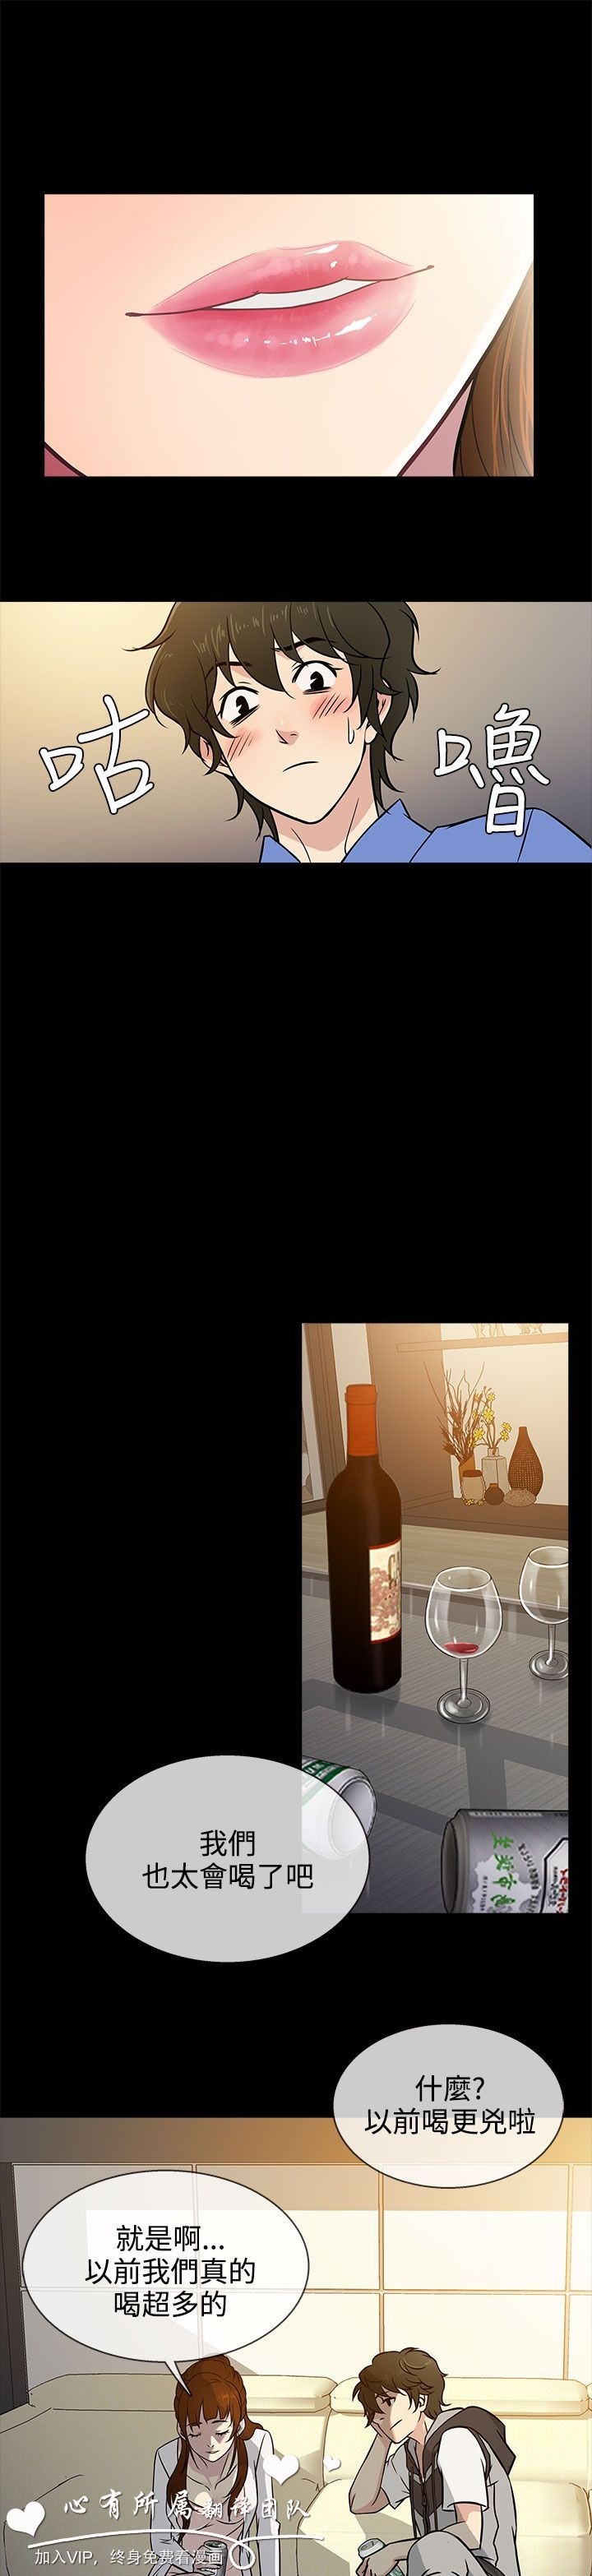 咕
嚕
我們
也太會喝了吧
什麼?
以前喝更兇啦
就是啊...
以前我們真的
喝超多的
心有所属翻译团队
加入VIP，终身免费看漫画